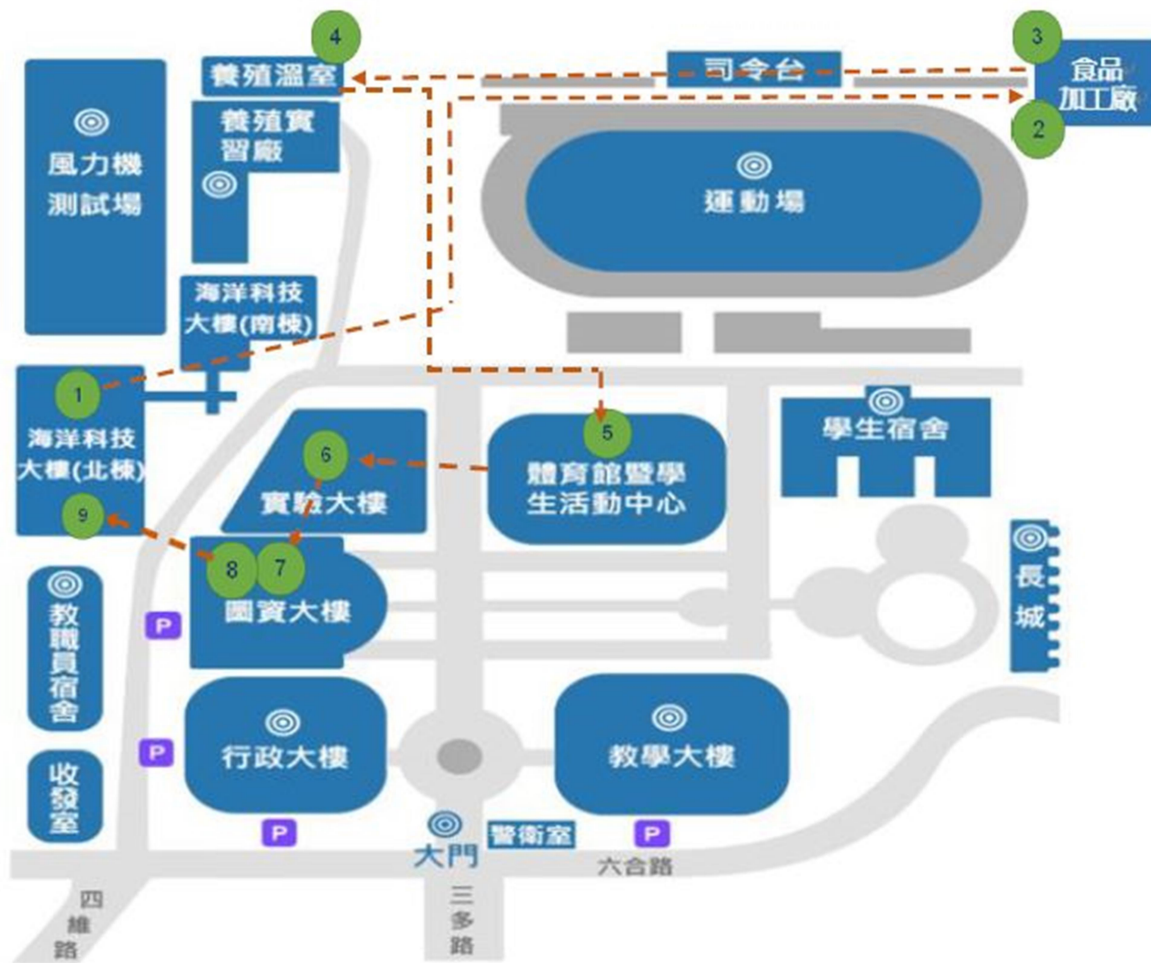 4
3
養殖溫室
司令台
食品
加工廠
2
養殖實
習廠
風力機
測試場
運動場
海洋科技
大樓(南棟)
1
海洋科技
大樓(北棟)
9
6
實驗大樓
5
體育館暨學
生活動中心
學生宿舍
8
7
圖資大樓
長城
教職員宿舍
P
行政大樓
教學大樓
P
收發室
P
大門
警衛室
P
六合路
四維路
三多路